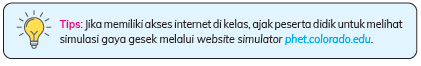 Tips: Jika memiliki akses internet di kelas, ajak peserta didik untuk melihat
simulasi gaya gesek melalui website simulator phet.colorado.edu.